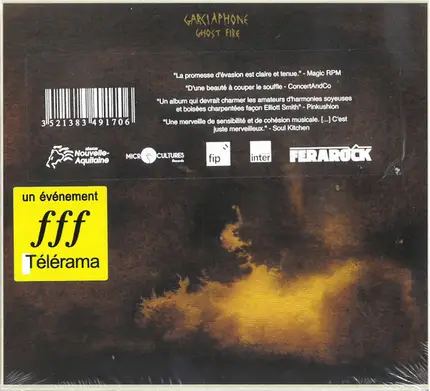 GARCIAPHONE
GHOST FIRE
"La promesse d'évasion est claire et tenue." - Magic RPM
"D'une beauté à couper le souffle - ConcertAndCo
"Un album qui devrait charmer les amateurs d'harmonies soyeuses
et boisées charpentées façon Elliott Smith" - Pinkushion
"Une merveille de sensibilité et de cohésion musicale. [...] C'est
juste merveilleux." - Soul Kitchen
3 521383 491706
Nouvelle-
Aquitaine
MICROCULTURES
Records
fip
inter
FERAROCK
un événement
fff
Télérama